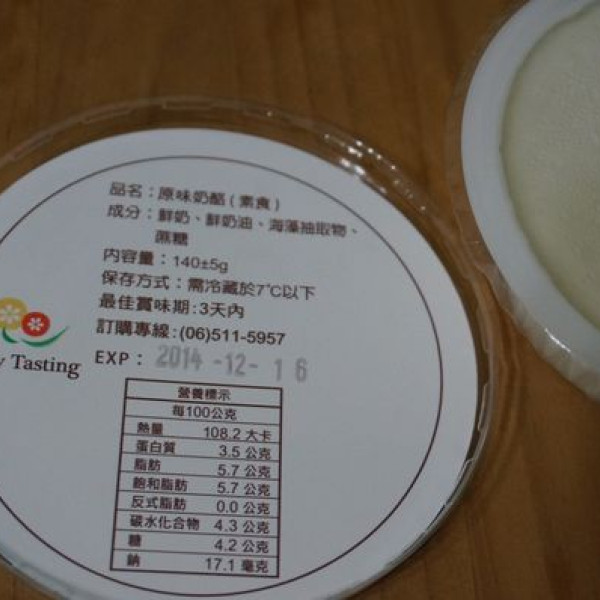 品名：原味奶酪(素食)
成分：鮮奶、鮮奶油、海藻抽取物、
蔗糖
內容量：140±5g
保存方式：需冷藏於7℃以下
最佳賞味期:3天內
訂購專線:(06)511-5957
EXP：2014-12-16
Tasting
營養標示
每100公克
熱量 108.2 大卡
蛋白質 3.5 公克
脂肪 5.7 公克
飽和脂肪 5.7 公克
反式脂肪 0.0 公克
碳水化合物 4.3 公克
糖 4.2 公克
鈉 17.1 毫克